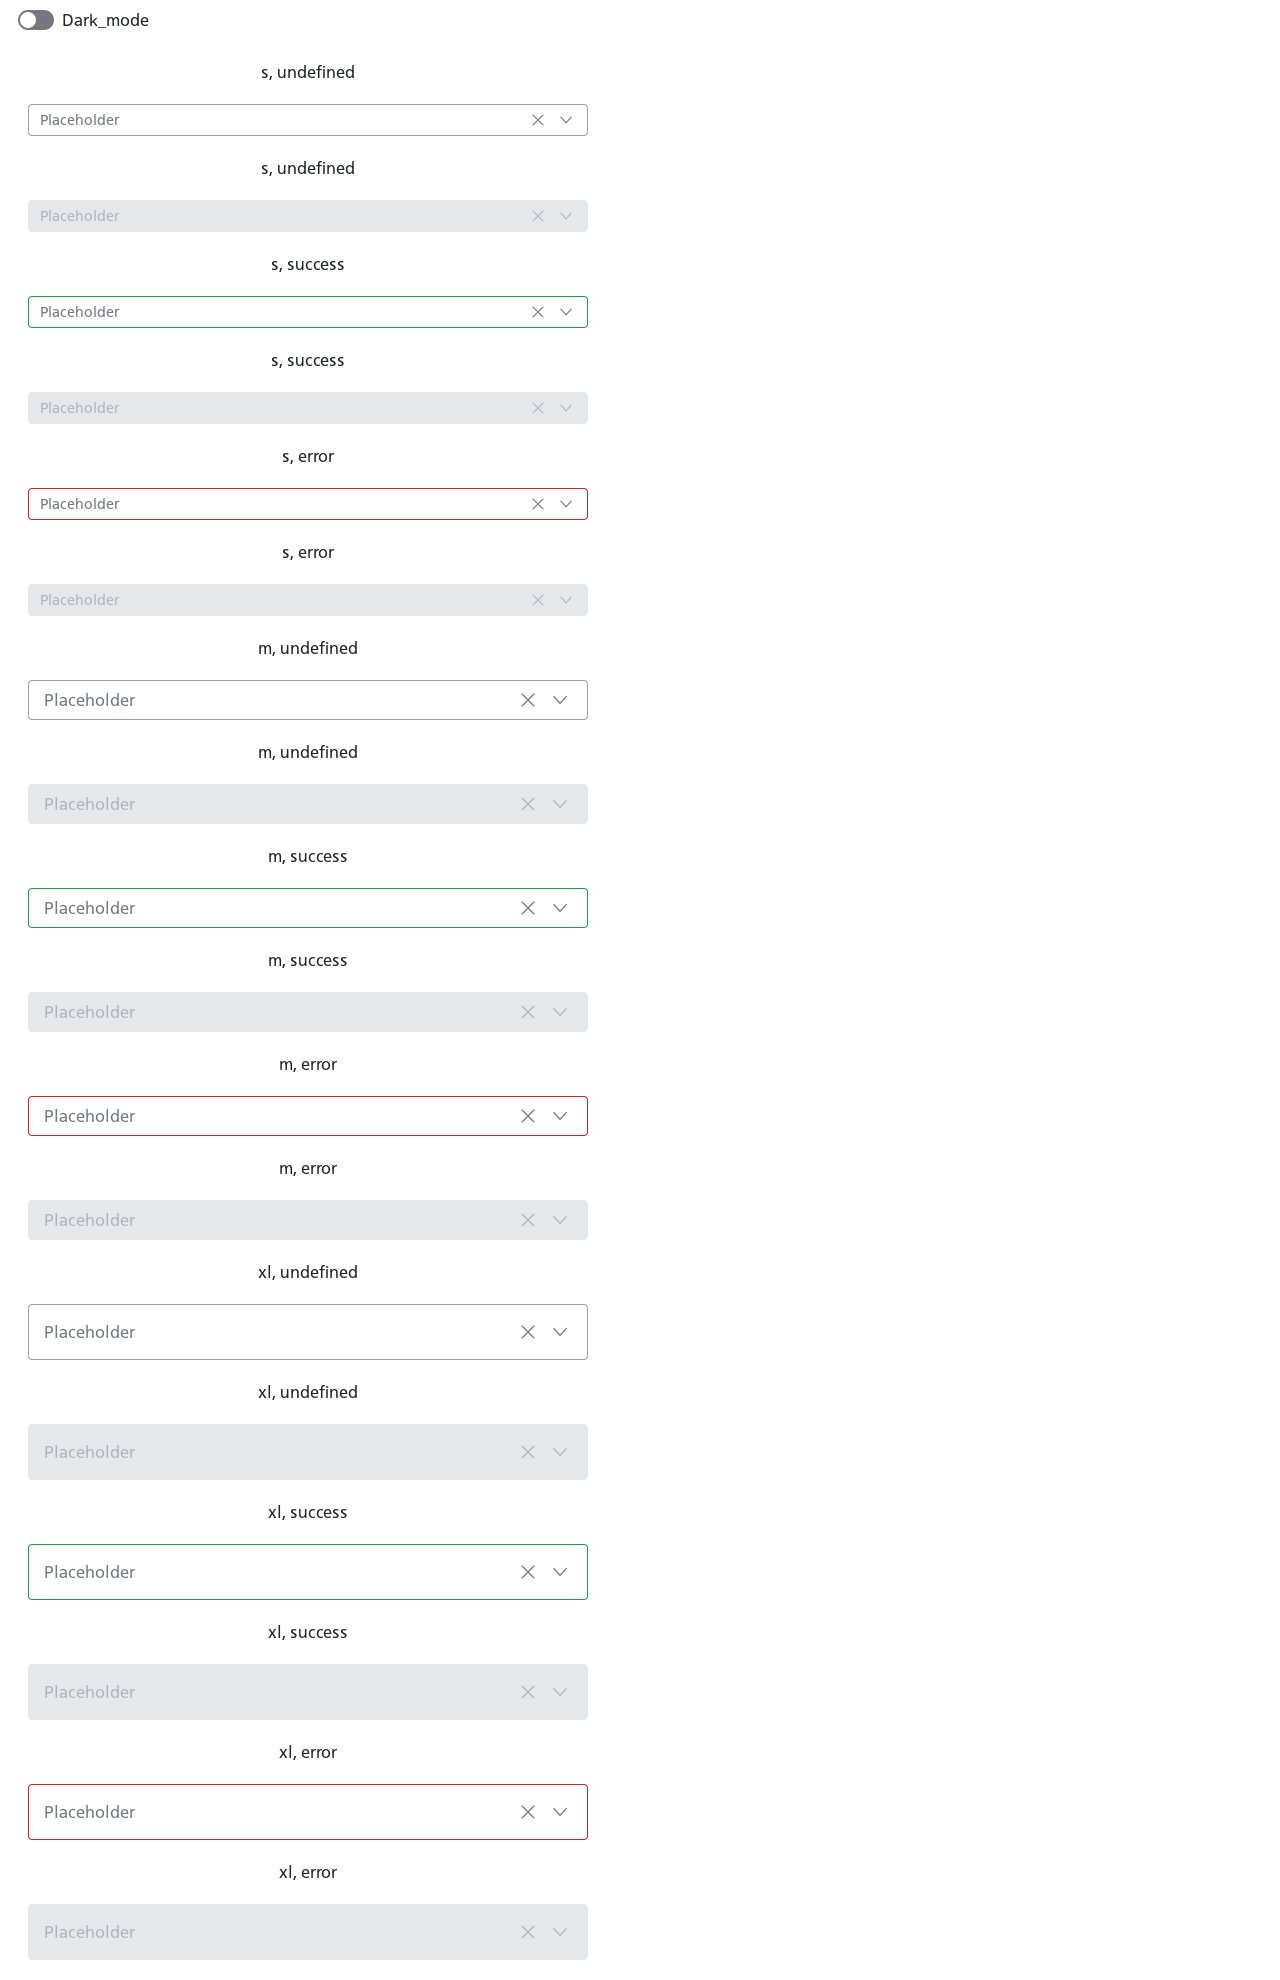 Dark_mode
s, undefined
Placeholder
s, undefined
Placeholder
s, success
Placeholder
s, success
Placeholder
s, error
Placeholder
s, error
Placeholder
m, undefined
Placeholder
m, undefined
Placeholder
m, success
Placeholder
m, success
Placeholder
m, error
Placeholder
m, error
Placeholder
xl, undefined
Placeholder
xl, undefined
Placeholder
xl, success
Placeholder
xl, success
Placeholder
xl, error
Placeholder
xl, error
Placeholder